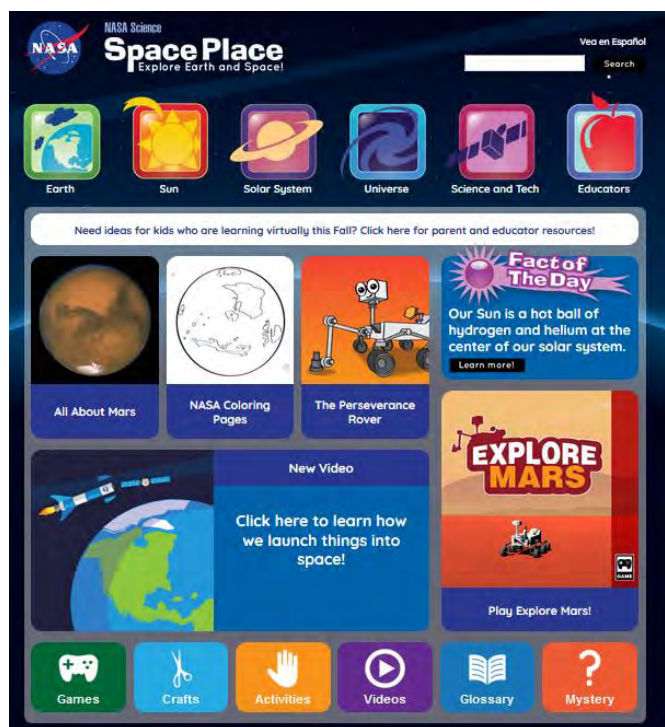 NASA
NASA Science
Space Place
Explore Earth and Space!
Vea en Español
Search
Earth
Sun
Solar System
Universe
Science and Tech
Educators
Need ideas for kids who are learning virtually this Fall? Click here for parent and educator resources!
All About Mars
NASA Coloring
Pages
The Perseverance
Rover
Fact of
The Day
Our Sun is a hot ball of
hydrogen and helium at the
center of our solar system.
Learn more!
New Video
Click here to learn how
we launch things into
space!
EXPLORE
MARS
GAME
Play Explore Mars!
Games
Crafts
Activities
Videos
Glossary
Mystery